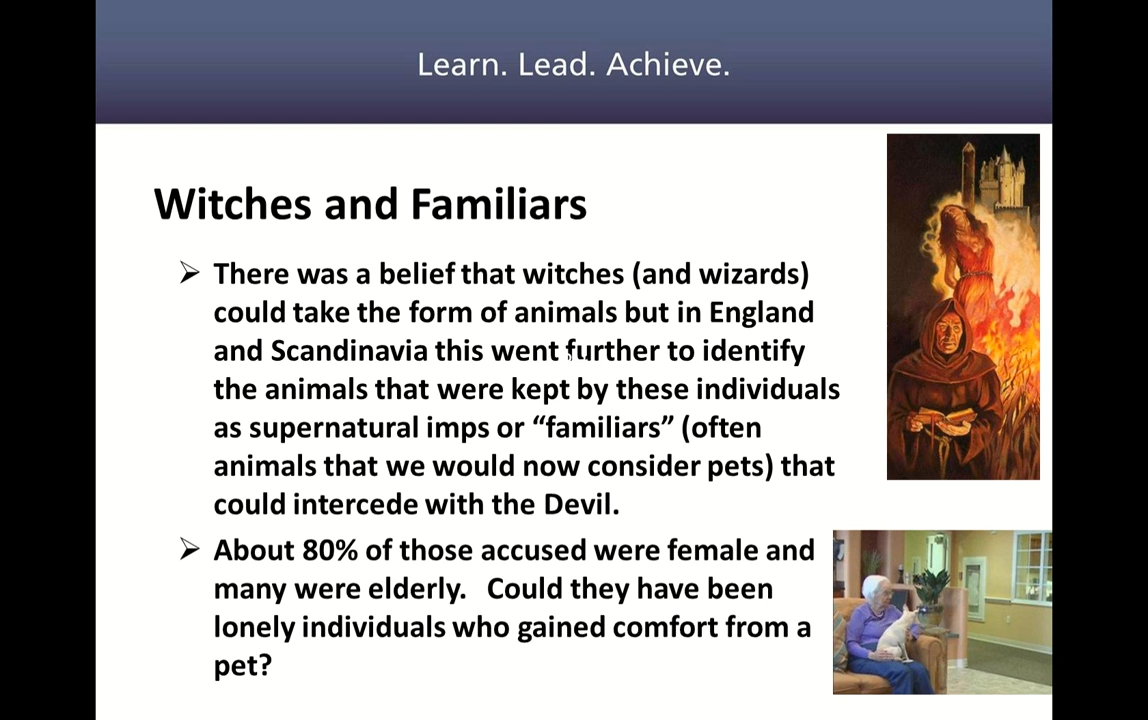 Learn. Lead. Achieve.
Witches and Familiars
➢ There was a belief that witches (and wizards)
could take the form of animals but in England
and Scandinavia this went further to identify
the animals that were kept by these individuals
as supernatural imps or “familiars” (often
animals that we would now consider pets) that
could intercede with the Devil.
➢ About 80% of those accused were female and
many were elderly. Could they have been
lonely individuals who gained comfort from a
pet?